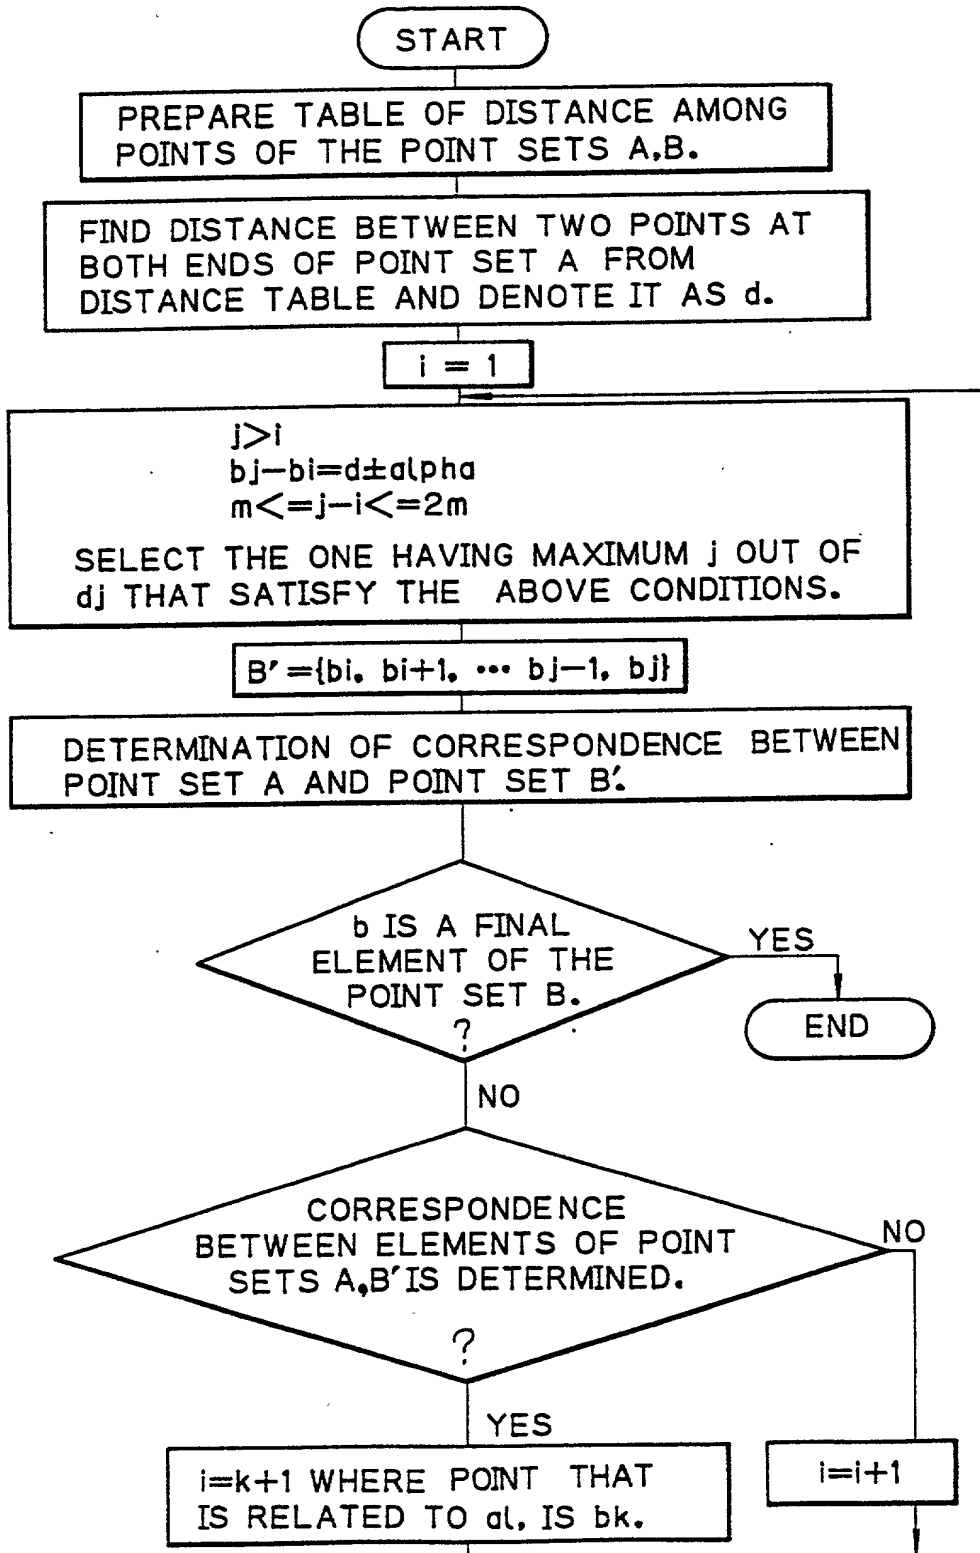 START
PREPARE TABLE OF DISTANCE AMONG
POINTS OF THE POINT SETS A,B.
FIND DISTANCE BETWEEN TWO POINTS AT
BOTH ENDS OF POINT SET A FROM
DISTANCE TABLE AND DENOTE IT AS d.
i = 1
j>i
bj-bi=d±alpha
m<=j-i<=2m
SELECT THE ONE HAVING MAXIMUM j OUT OF
dj THAT SATISFY THE ABOVE CONDITIONS.
B'={bi, bi+1, ··· bj-1, bj}
DETERMINATION OF CORRESPONDENCE BETWEEN
POINT SET A AND POINT SET B'.
b IS A FINAL
ELEMENT OF THE
POINT SET B.
?
YES
END
NO
CORRESPONDENCE
BETWEEN ELEMENTS OF POINT
SETS A,B' IS DETERMINED.
?
NO
YES
i=k+1 WHERE POINT THAT
IS RELATED TO al, IS bk.
i=i+1